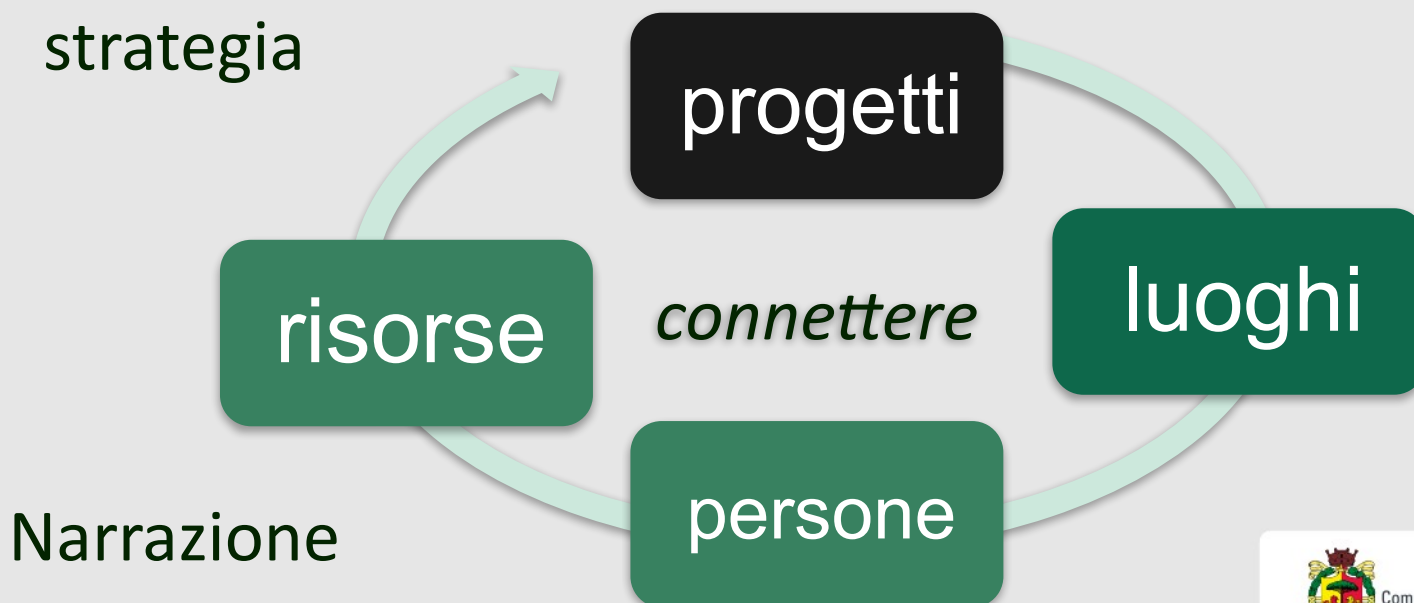 strategia
progetti
luoghi
risorse
connettere
persone
Narrazione
Com